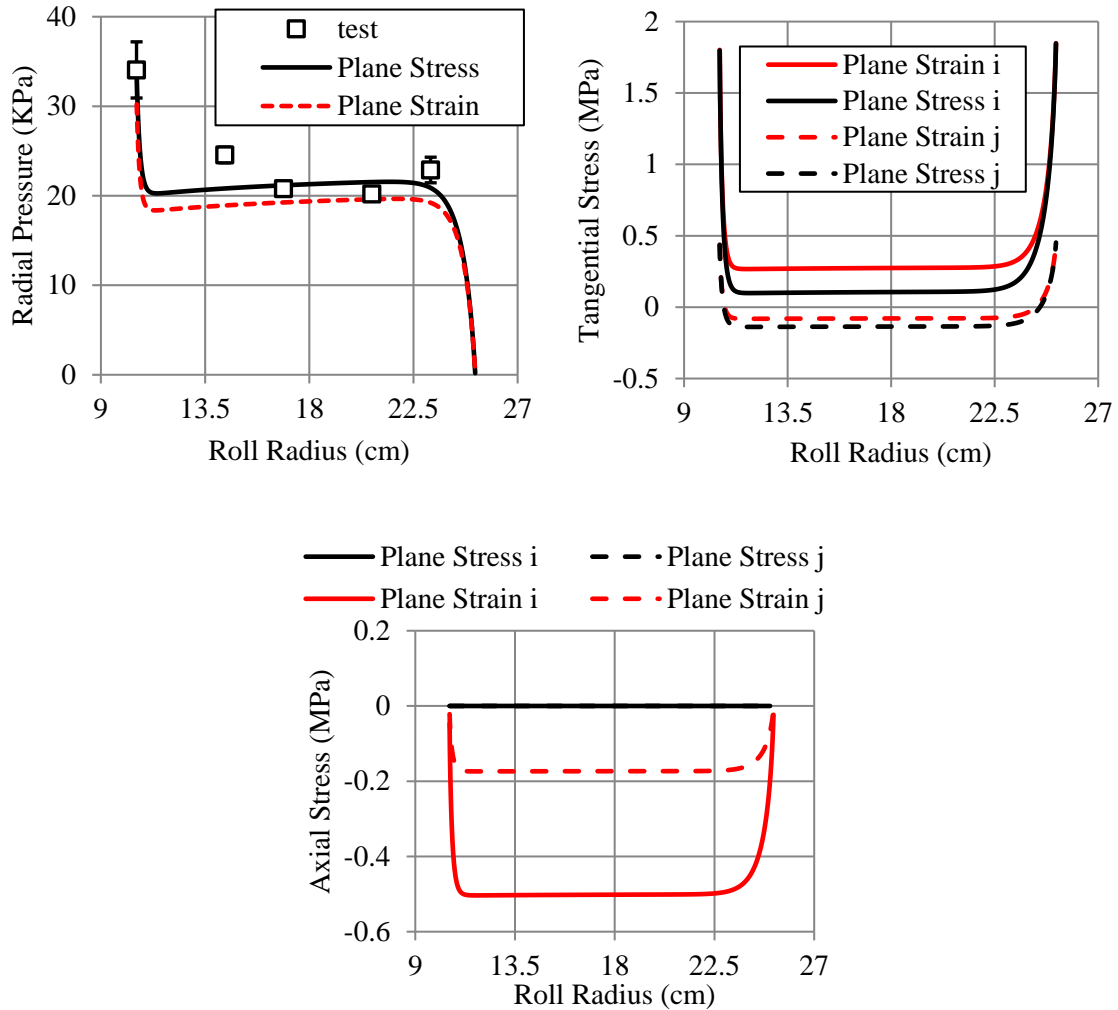 40
30
20
10
0
Radial Pressure (KPa)
test
Plane Stress
Plane Strain
9 13.5 18 22.5 27
Roll Radius (cm)
2
1.5
1
0.5
0
-0.5
Tangential Stress (MPa)
Plane Strain i
Plane Stress i
Plane Strain j
Plane Stress j
9 13.5 18 22.5 27
Roll Radius (cm)
Plane Stress i Plane Stress j
Plane Strain i Plane Strain j
0.2
0
-0.2
-0.4
-0.6
Axial Stress (MPa)
9 13.5 18 22.5 27
Roll Radius (cm)